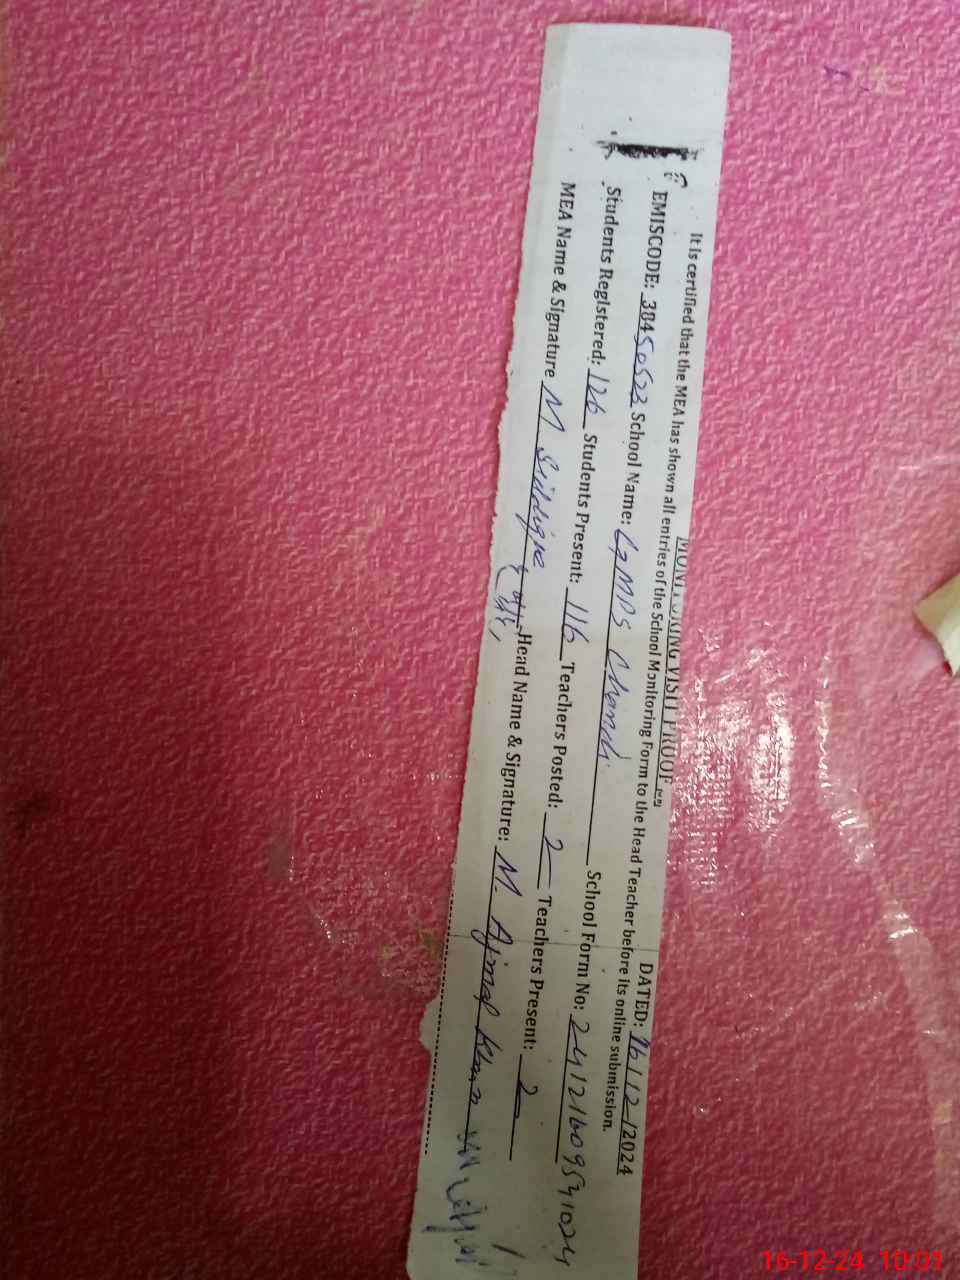 MONITORING VISIT PROOF
DATED: 16/12/2024
It is certified that the MEA has shown all entries of the School Monitoring Form to the Head Teacher before its online submission.
EMISCODE: 38450523 School Name: GMPS Chandi School Form No: 24121609541024
Students Registered: 126 Students Present: 116 Teachers Posted: 2 Teachers Present: 2
MEA Name & Signature M Siddique Head Name & Signature: M. Ajmal Khan
16-12-24 10:01